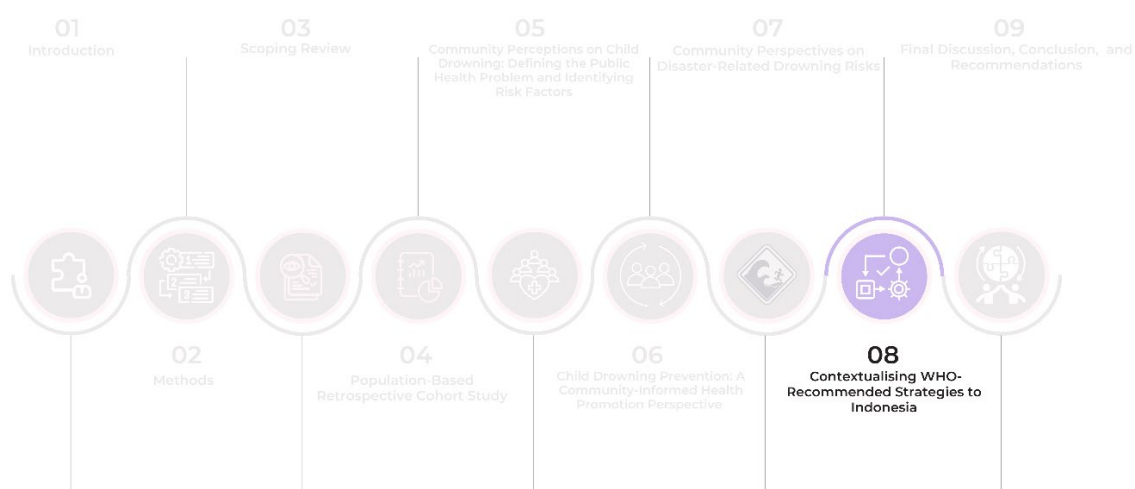 01
Introduction
03
Scoping Review
05
Community Perceptions on Child
Drowning: Defining the Public
Health Problem and Identifying
Risk Factors
07
Community Perspectives on
Disaster-Related Drowning Risks
09
Final Discussion, Conclusion, and
Recommendations
02
Methods
04
Population-Based
Retrospective Cohort Study
06
Child Drowning Prevention: A
Community-Informed Health
Promotion Perspective
08
Contextualising WHO-
Recommended Strategies to
Indonesia